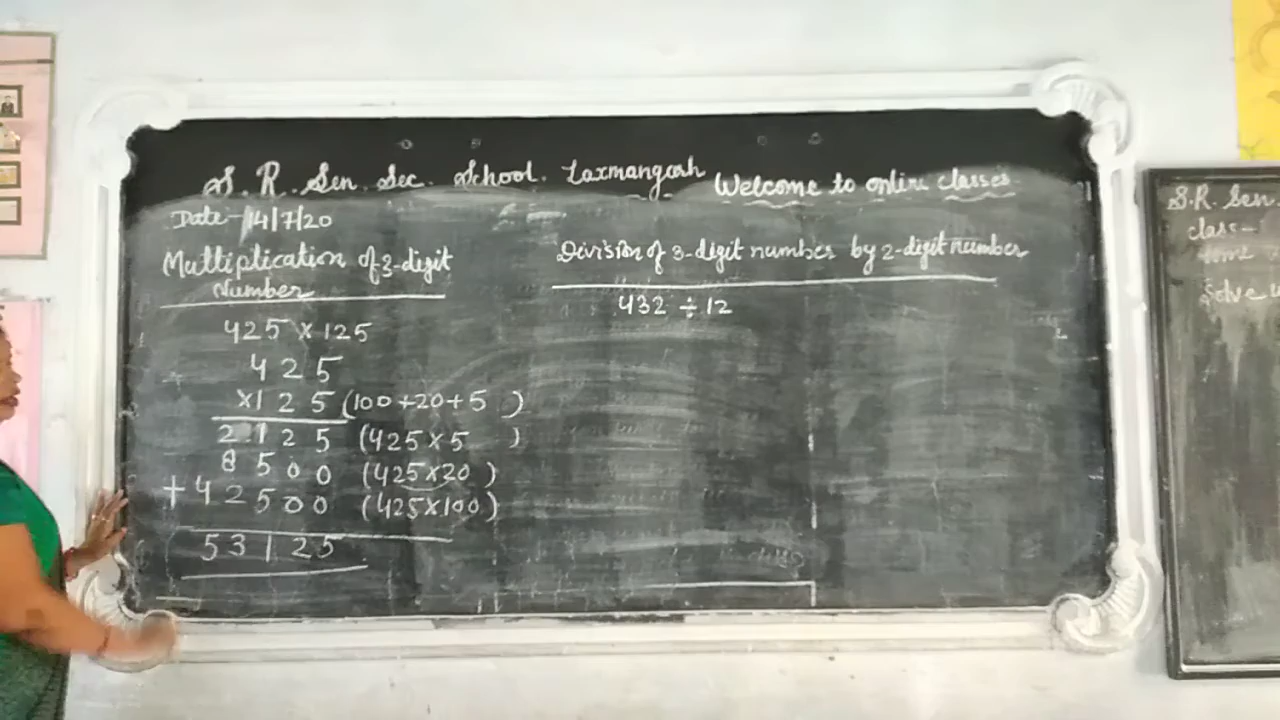 S. R. Sen. Sec. School. Laxmangarh Welcome to online classes
Date-14/7/20
Multiplication of 3-digit
Number
425 x 125
425
x125 (100+20+5 )
2125 (425x5 )
8500 (425x20 )
+42500 (425x100)
53125
Division of 3-digit number by 2-digit number
432 ÷ 12
S.R. Sen.
class-
Solve